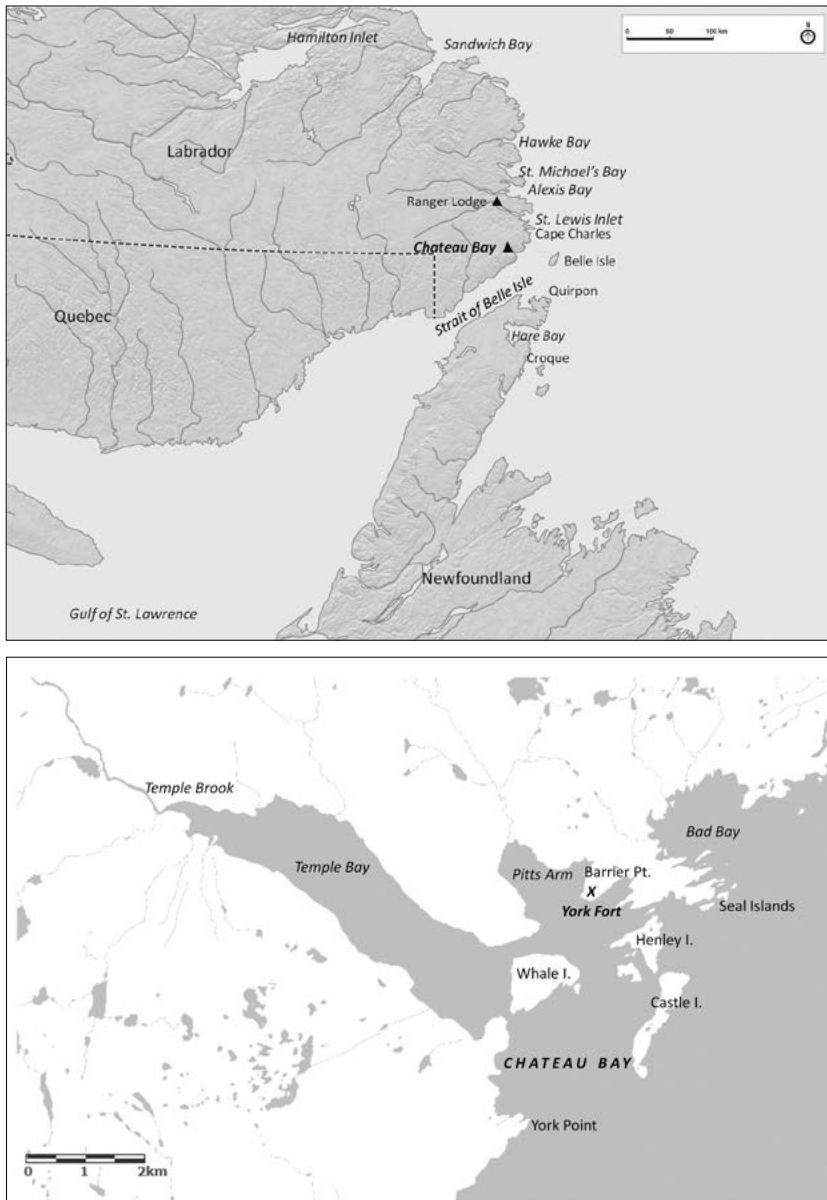 Hamilton Inlet
Sandwich Bay
0 50 100 km
N
Labrador
Hawke Bay
St. Michael's Bay
Alexis Bay
Ranger Lodge
St. Lewis Inlet
Cape Charles
Chateau Bay
Belle Isle
Quirpon
Strait of Belle Isle
Quebec
Hare Bay
Croque
Newfoundland
Gulf of St. Lawrence
Temple Brook
Bad Bay
Temple Bay
Pitts Arm
Barrier Pt.
X
York Fort
Seal Islands
Henley I.
Whale I.
Castle I.
CHATEAU BAY
York Point
0 1 2km